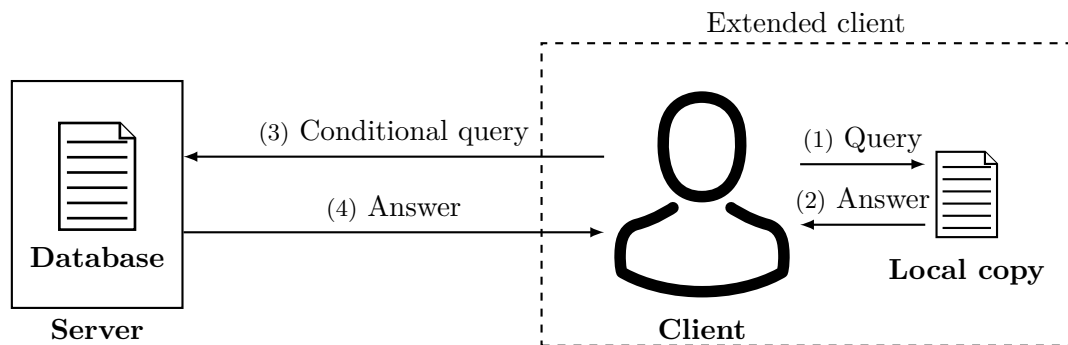 Extended client
(3) Conditional query
(1) Query
(4) Answer
(2) Answer
Database
Local copy
Server
Client